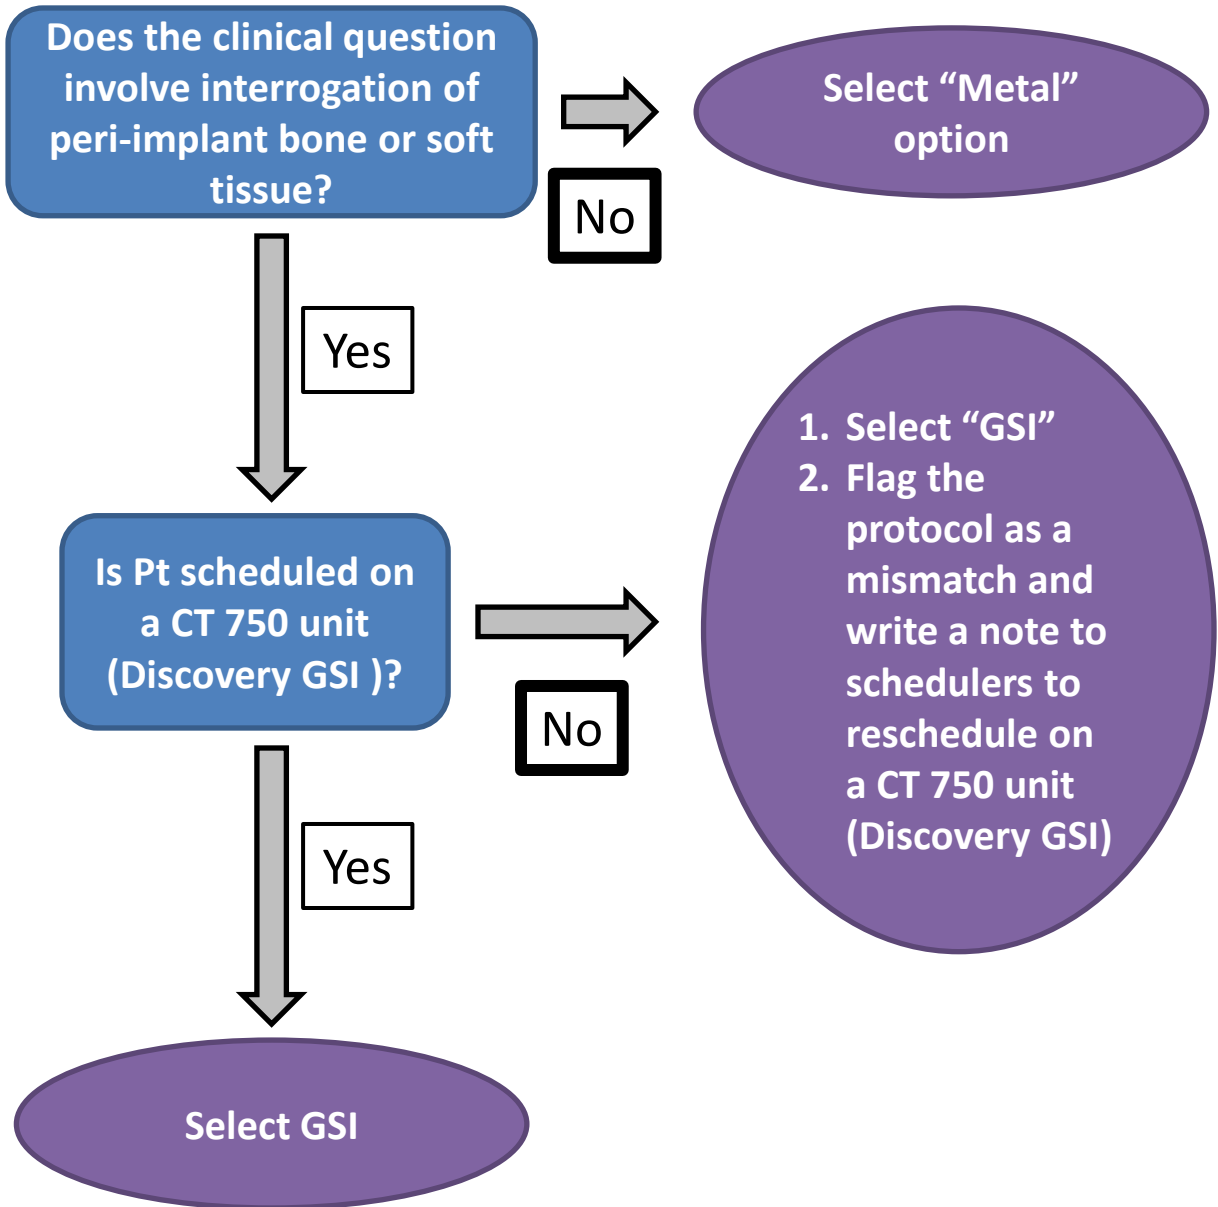 Does the clinical question
involve interrogation of
peri-implant bone or soft
tissue?
No
Select “Metal”
option
Yes
Is Pt scheduled on
a CT 750 unit
(Discovery GSI )?
No
1. Select “GSI”
2. Flag the
protocol as a
mismatch and
write a note to
schedulers to
reschedule on
a CT 750 unit
(Discovery GSI)
Yes
Select GSI